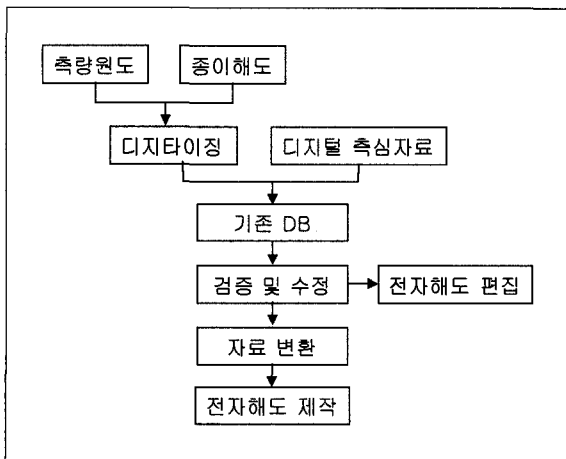 측량원도 종이해도
디지타이징 디지털 측심자료
기존 DB
검증 및 수정 전자해도 편집
자료 변환
전자해도 제작